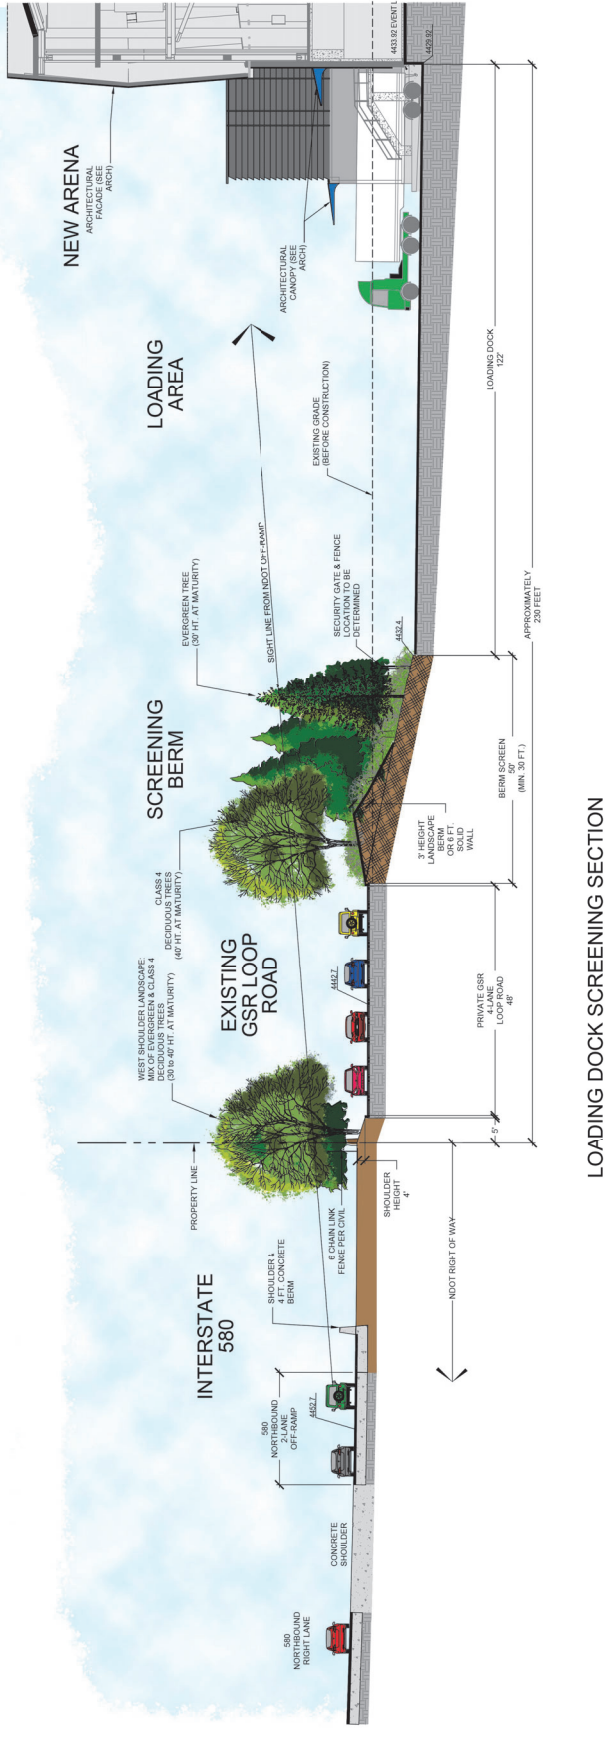 INTERSTATE
580
EXISTING
GSR LOOP
ROAD
SCREENING
BERM
LOADING
AREA
NEW ARENA
ARCHITECTURAL
FACADE (SEE
ARCH)
WEST SHOULDER LANDSCAPE:
MIX OF EVERGREEN & CLASS 4
DECIDUOUS TREES
(30 to 40' HT. AT MATURITY)
CLASS 4
DECIDUOUS TREES
(40' HT. AT MATURITY)
EVERGREEN TREE
(30' HT. AT MATURITY)
PROPERTY LINE
SIGHT LINE FROM NDOT OFF-RAMP
ARCHITECTURAL
CANOPY (SEE
ARCH)
EXISTING GRADE
(BEFORE CONSTRUCTION)
SECURITY GATE & FENCE
LOCATION TO BE
DETERMINED
580
NORTHBOUND
RIGHT LANE
CONCRETE
SHOULDER
580
NORTHBOUND
2-LANE
OFF-RAMP
4452.7
SHOULDER
4 FT. CONCRETE
BERM
6 CHAIN LINK
FENCE PER CIVIL
SHOULDER
HEIGHT
4'
4442.7
3' HEIGHT
LANDSCAPE
BERM
OR 6 FT.
SOLID
WALL
4432.4
4433.92 EVENT L
4429.92
NDOT RIGHT OF WAY
5'
PRIVATE GSR
4-LANE
LOOP ROAD
48'
BERM SCREEN
50'
(MIN. 30 FT.)
LOADING DOCK
122'
APPROXIMATELY
230 FEET
LOADING DOCK SCREENING SECTION